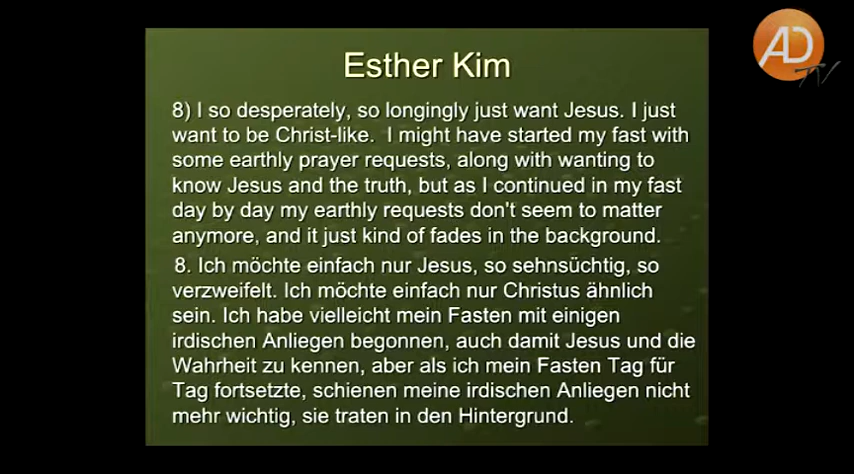 AD
TV
Esther Kim
8) I so desperately, so longingly just want Jesus. I just
want to be Christ-like.  I might have started my fast with
some earthly prayer requests, along with wanting to
know Jesus and the truth, but as I continued in my fast
day by day my earthly requests don't seem to matter
anymore, and it just kind of fades in the background.
8. Ich möchte einfach nur Jesus, so sehnsüchtig, so
verzweifelt. Ich möchte einfach nur Christus ähnlich
sein. Ich habe vielleicht mein Fasten mit einigen
irdischen Anliegen begonnen, auch damit Jesus und die
Wahrheit zu kennen, aber als ich mein Fasten Tag für
Tag fortsetzte, schienen meine irdischen Anliegen nicht
mehr wichtig, sie traten in den Hintergrund.